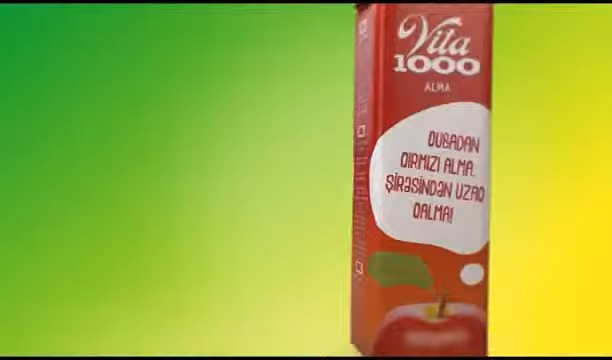 Vita
1000
ALMA
QUBADAN
QIRMIZI ALMA,
ŞİRƏSİNDƏN UZAQ
QALMA!